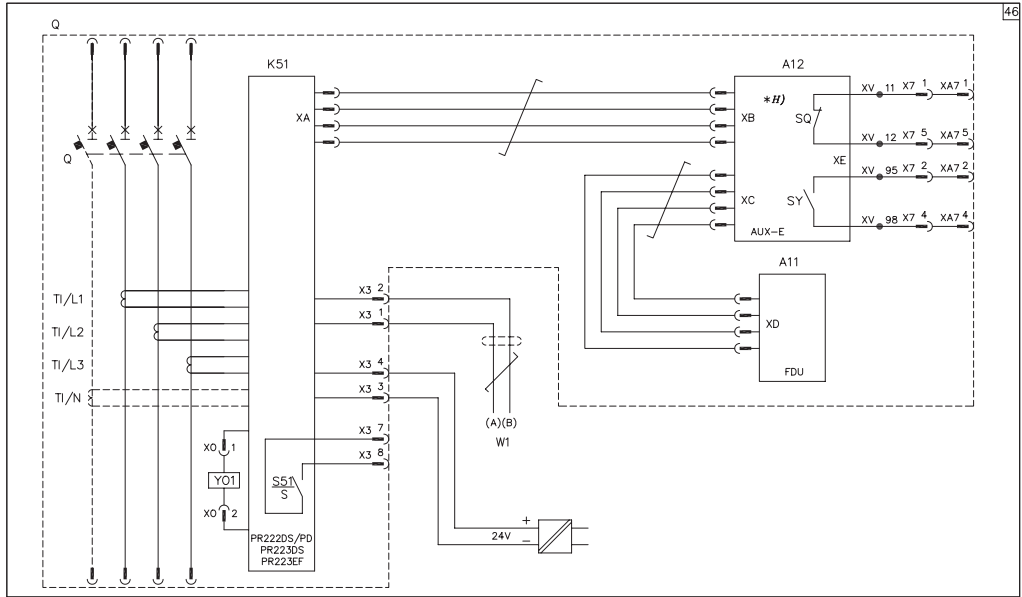 46
Q
K51
A12
XA
XB
*H)
SQ
XV 11 X7 1 XA7 1
XV 12 X7 5 XA7 5
XE
XV 95 X7 2 XA7 2
XC
SY
XV 98 X7 4 XA7 4
AUX-E
Q
A11
XD
FDU
TI/L1
TI/L2
TI/L3
TI/N
X3 2
X3 1
X3 4
X3 3
(A)(B)
W1
X3 7
X3 8
X0 1
YO1
X0 2
S51
S
PR222DS/PD
PR223DS
PR223EF
+
24V
−